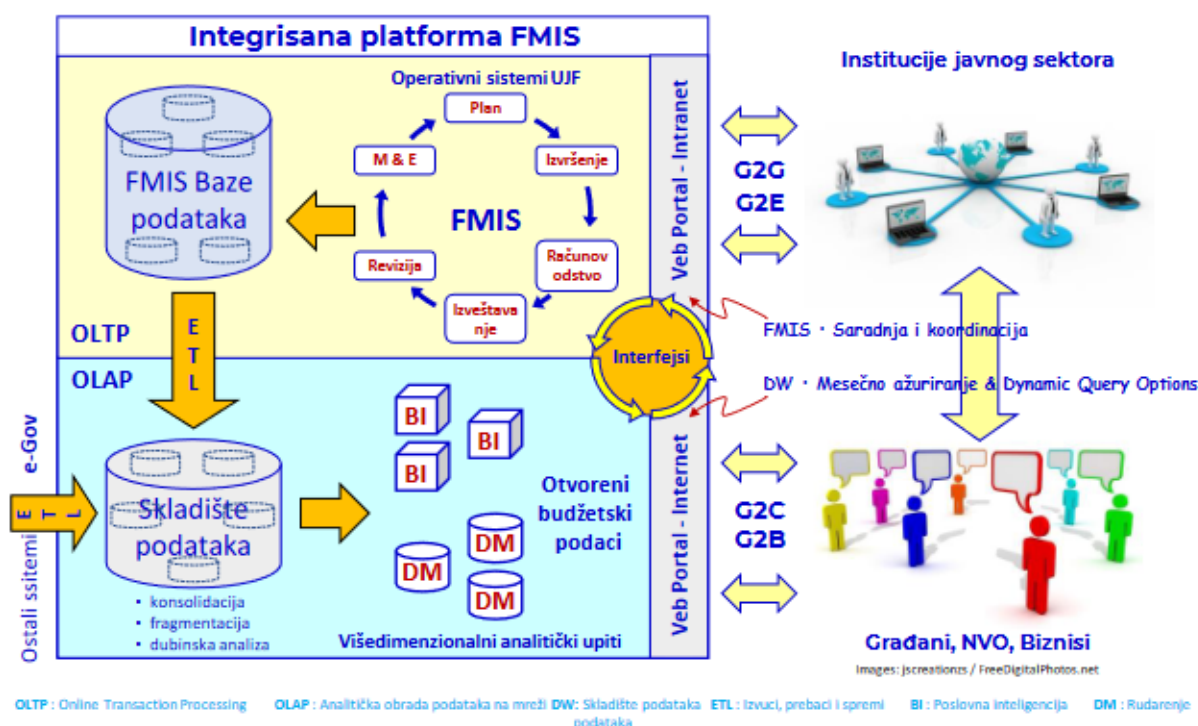 Integrisana platforma FMIS
Operativni sistemi UJF
Plan
Izvršenje
Računov
odstvo
Izveštava
nje
Revizija
M & E
FMIS
FMIS Baze
podataka
OLTP
E
T
L
OLAP
Skladište
podataka
• konsolidacija
• fragmentacija
• dubinska analiza
Ostali ssitemi e-Gov
E T L
BI
BI
BI
DM
DM
DM
Otvoreni
budžetski
podaci
Višedimenzionalni analitički upiti
Veb Portal - Intranet
Interfejsi
Veb Portal - Internet
Institucije javnog sektora
G2G
G2E
FMIS • Saradnja i koordinacija
DW • Mesečno ažuriranje & Dynamic Query Options
G2C
G2B
Građani, NVO, Biznisi
Images: jscreationzs / FreeDigitalPhotos.net
OLTP : Online Transaction Processing OLAP : Analitička obrada podataka na mreži DW: Skladište podataka ETL : Izvuci, prebaci i spremi BI : Poslovna inteligencija DM : Rudarenje
podataka